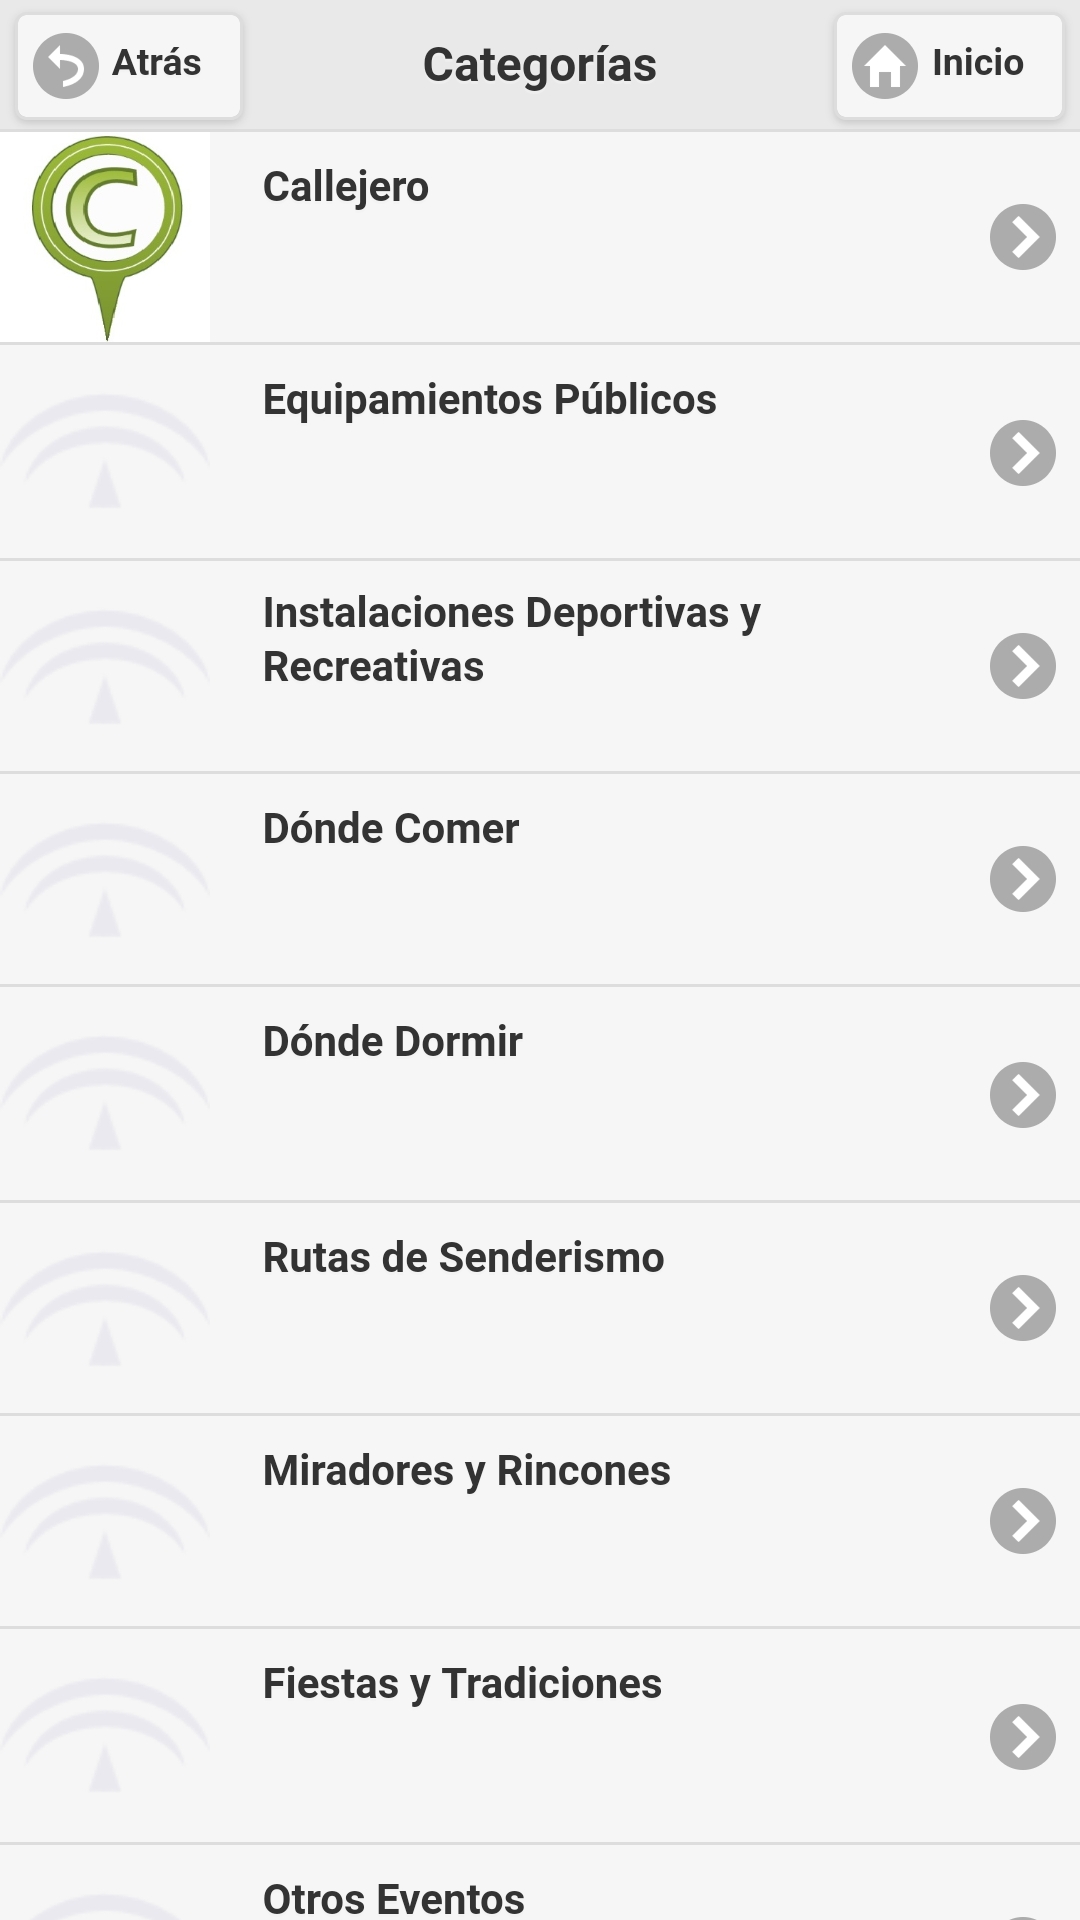 Atrás
Categorías
Inicio
C
Callejero
Equipamientos Públicos
Instalaciones Deportivas y
Recreativas
Dónde Comer
Dónde Dormir
Rutas de Senderismo
Miradores y Rincones
Fiestas y Tradiciones
Otros Eventos